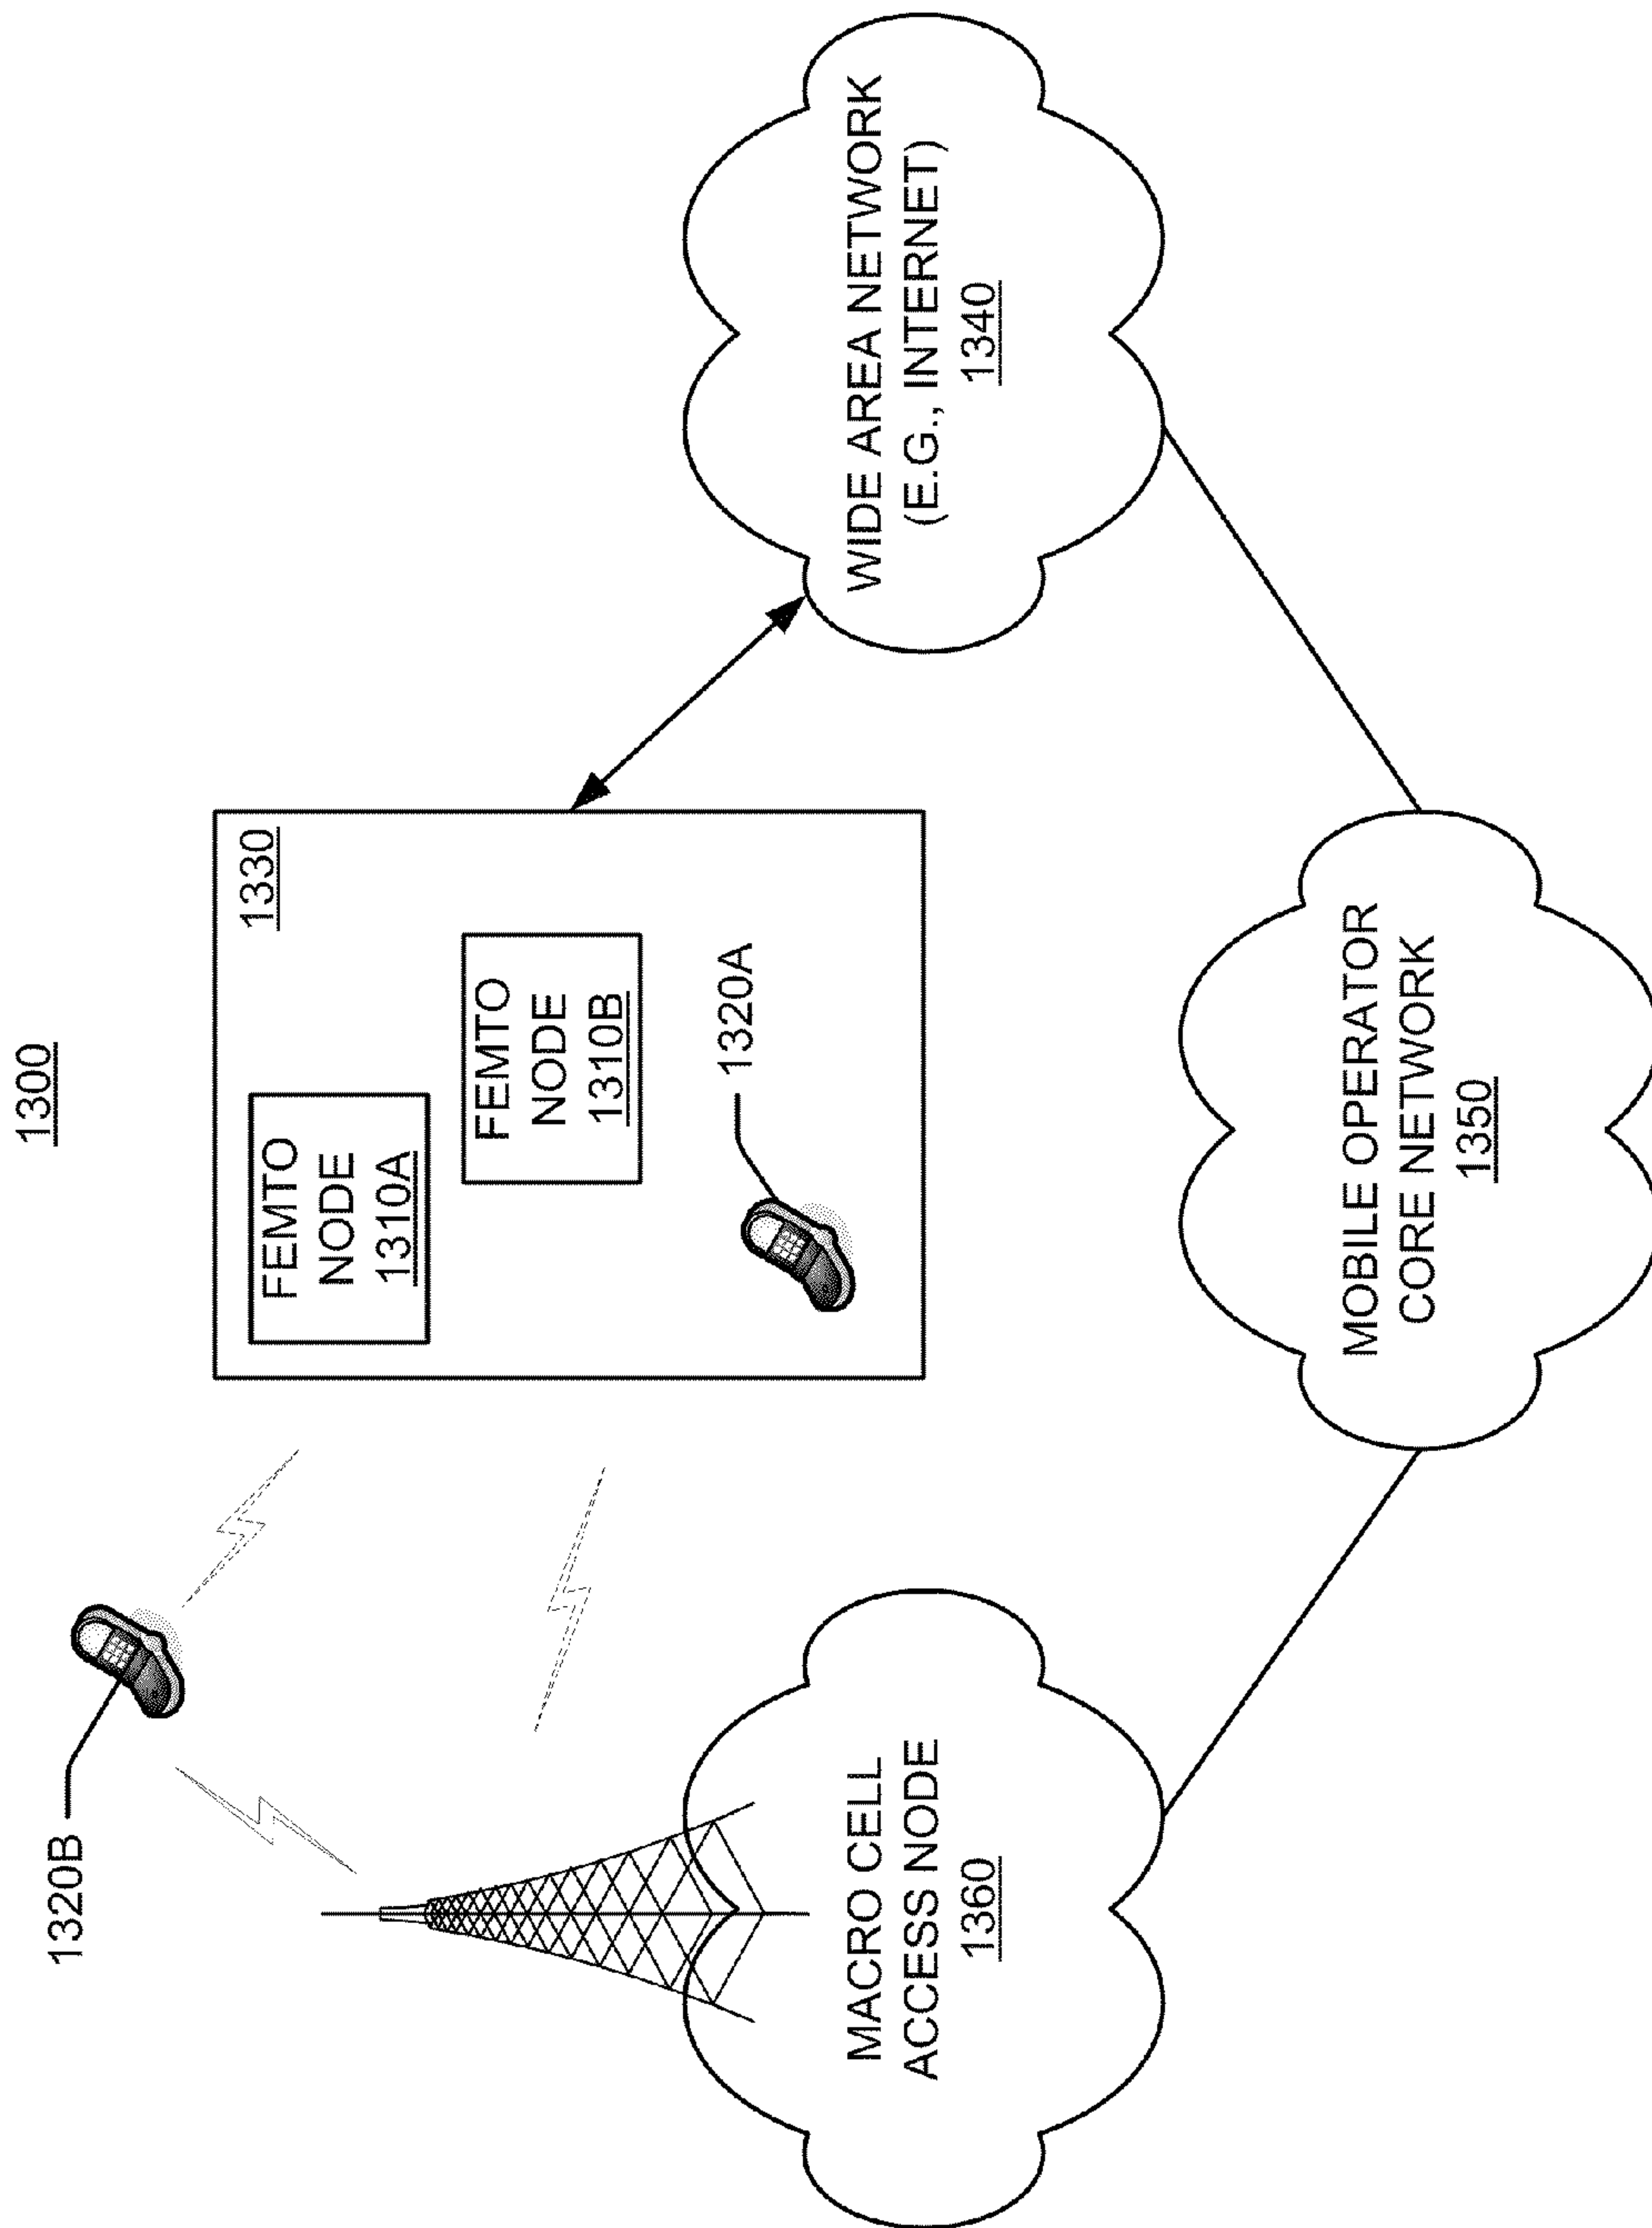 1300
1320B
FEMTO
NODE
1310A
1330
FEMTO
NODE
1310B
1320A
MACRO CELL
ACCESS NODE
1360
WIDE AREA NETWORK
(E.G., INTERNET)
1340
MOBILE OPERATOR
CORE NETWORK
1350